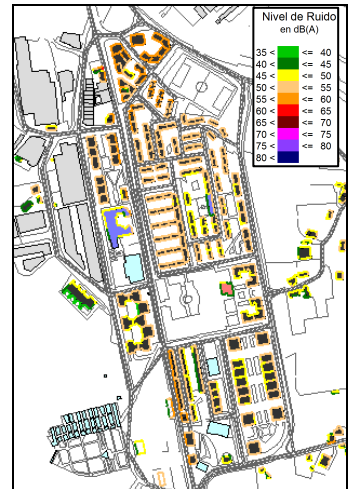 Nivel de Ruido
en dB(A)
35 < <= 40
40 < <= 45
45 < <= 50
50 < <= 55
55 < <= 60
60 < <= 65
65 < <= 70
70 < <= 75
75 < <= 80
80 <